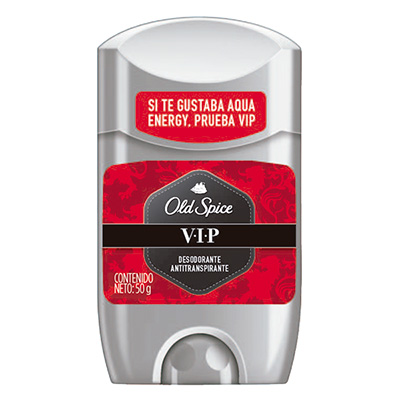 SI TE GUSTABA AQUA
ENERGY, PRUEBA VIP
Old Spice
V·I·P
DESODORANTE
ANTITRANSPIRANTE
CONTENIDO
NETO: 50 g